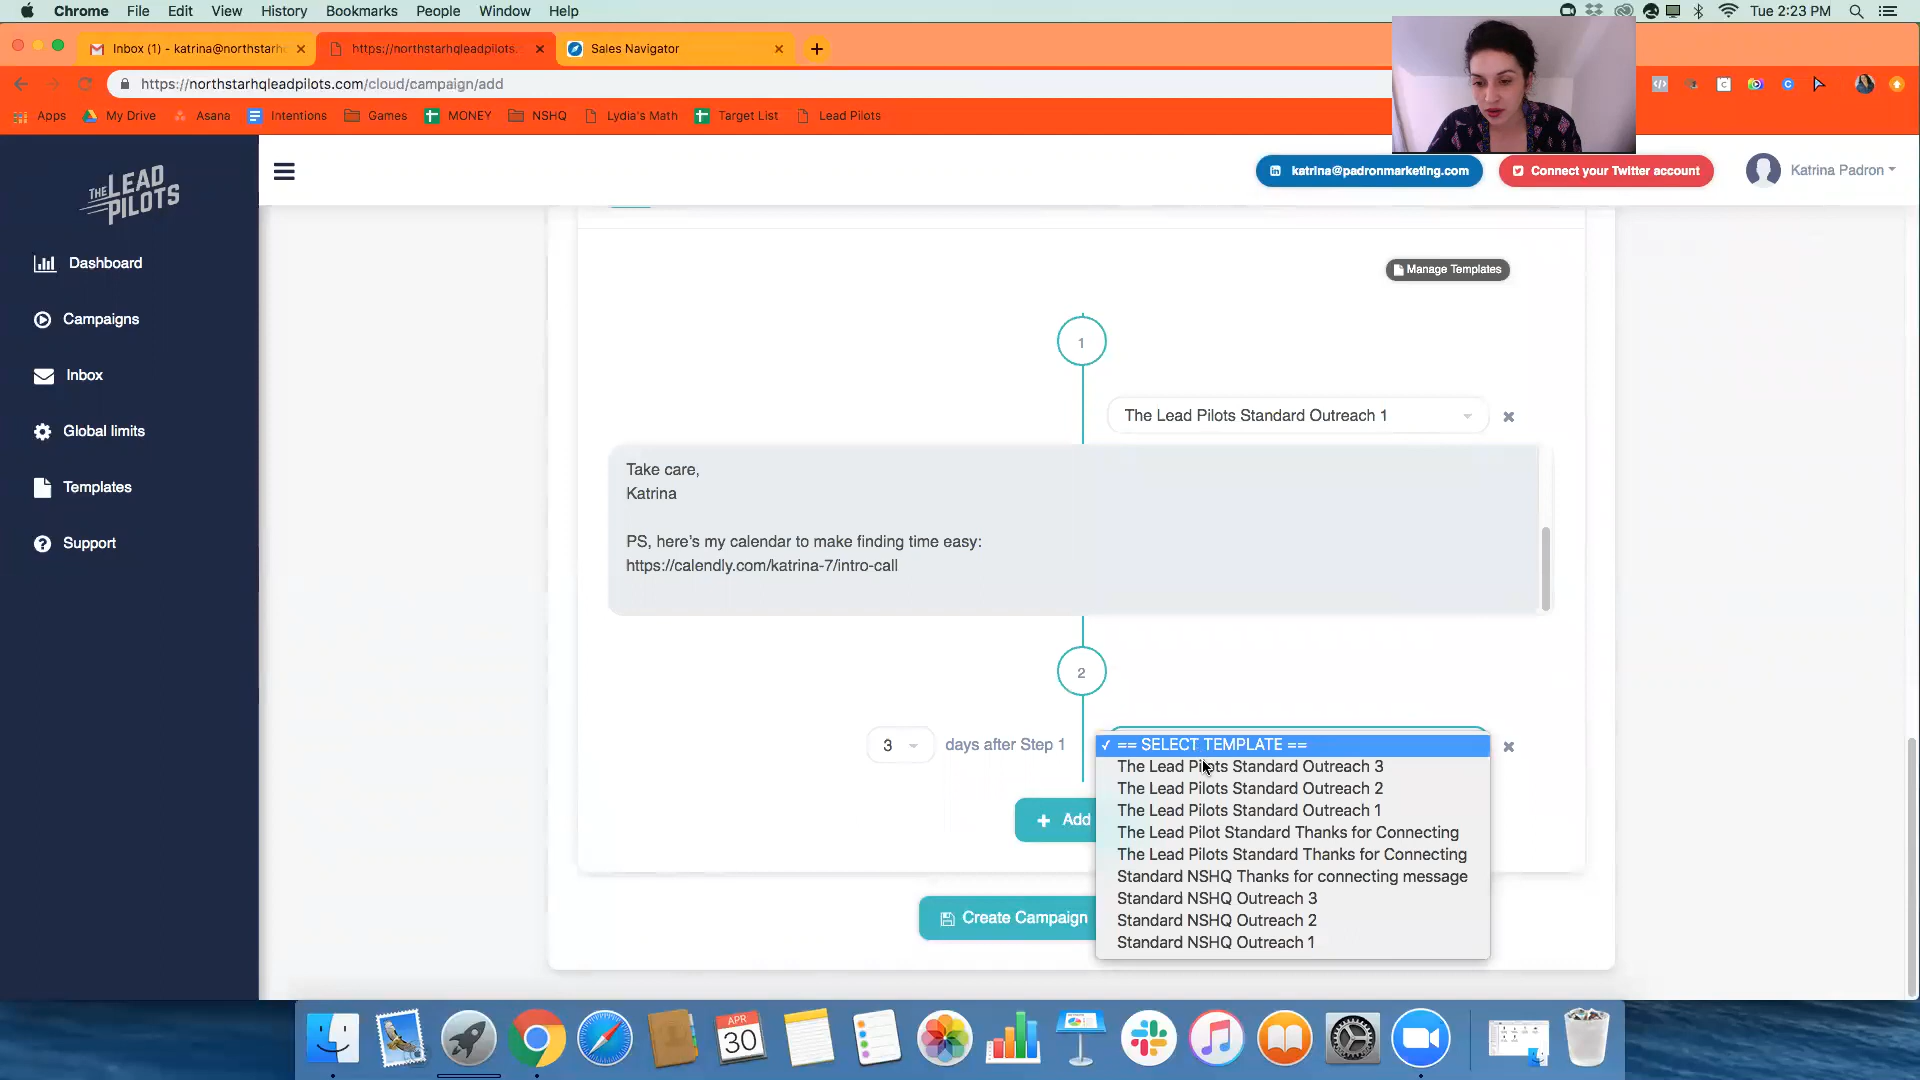 Chrome File Edit View History Bookmarks People Window Help
Tue 2:23 PM
Inbox (1) - katrina@northstarh
https://northstarhqleadpilots.
Sales Navigator
https://northstarhqleadpilots.com/cloud/campaign/add
Apps My Drive Asana Intentions Games MONEY NSHQ Lydia's Math Target List Lead Pilots
THE LEAD PILOTS
katrina@padronmarketing.com
Connect your Twitter account
Katrina Padron
Dashboard
Campaigns
Inbox
Global limits
Templates
Support
Manage Templates
1
The Lead Pilots Standard Outreach 1
Take care,
Katrina
PS, here's my calendar to make finding time easy:
https://calendly.com/katrina-7/intro-call
2
3 days after Step 1
== SELECT TEMPLATE ==
The Lead Pilots Standard Outreach 3
The Lead Pilots Standard Outreach 2
The Lead Pilots Standard Outreach 1
The Lead Pilot Standard Thanks for Connecting
The Lead Pilots Standard Thanks for Connecting
Standard NSHQ Thanks for connecting message
Standard NSHQ Outreach 3
Standard NSHQ Outreach 2
Standard NSHQ Outreach 1
Add
Create Campaign
APR
30